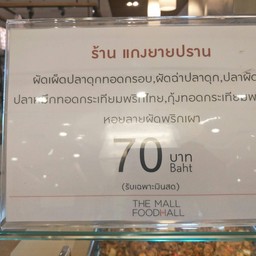 ร้าน แกงยายปราน
ผัดเผ็ดปลาดุกทอดกรอบ,ผัดฉ่าปลาดุก,ปลาผัด
ปลาหมึกทอดกระเทียมพริกไทย,กุ้งทอดกระเทียมพ
หอยลายผัดพริกเผา
70 บาท
Baht
(รับเฉพาะเงินสด)
THE MALL
FOODHALL